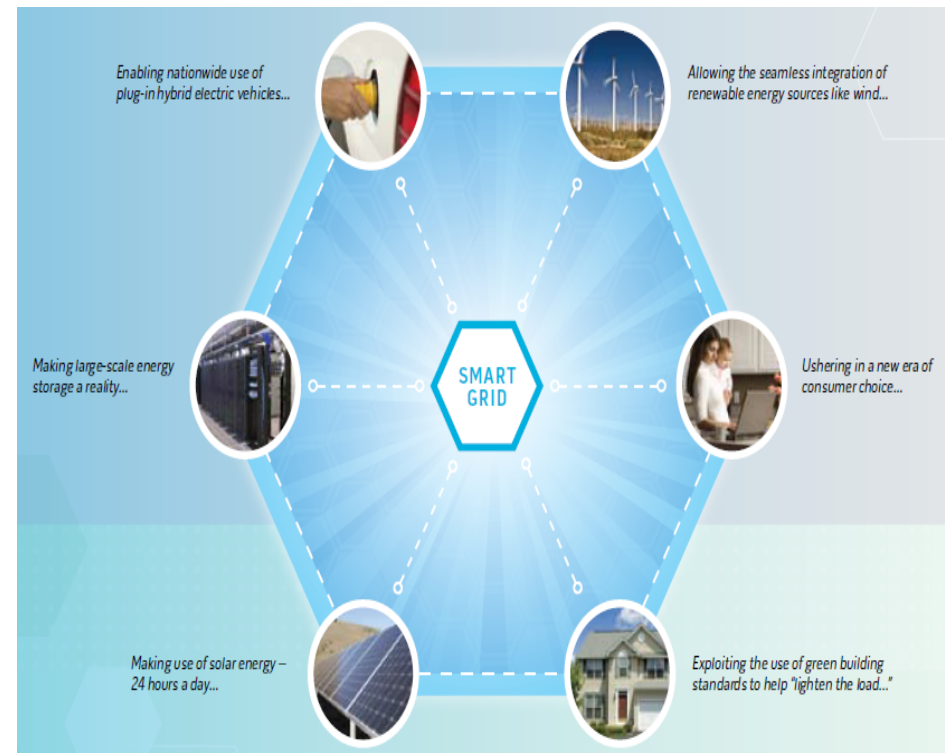 Enabling nationwide use of
plug-in hybrid electric vehicles...
Allowing the seamless integration of
renewable energy sources like wind...
Making large-scale energy
storage a reality...
SMART
GRID
Ushering in a new era of
consumer choice...
Making use of solar energy –
24 hours a day...
Exploiting the use of green building
standards to help “lighten the load...”